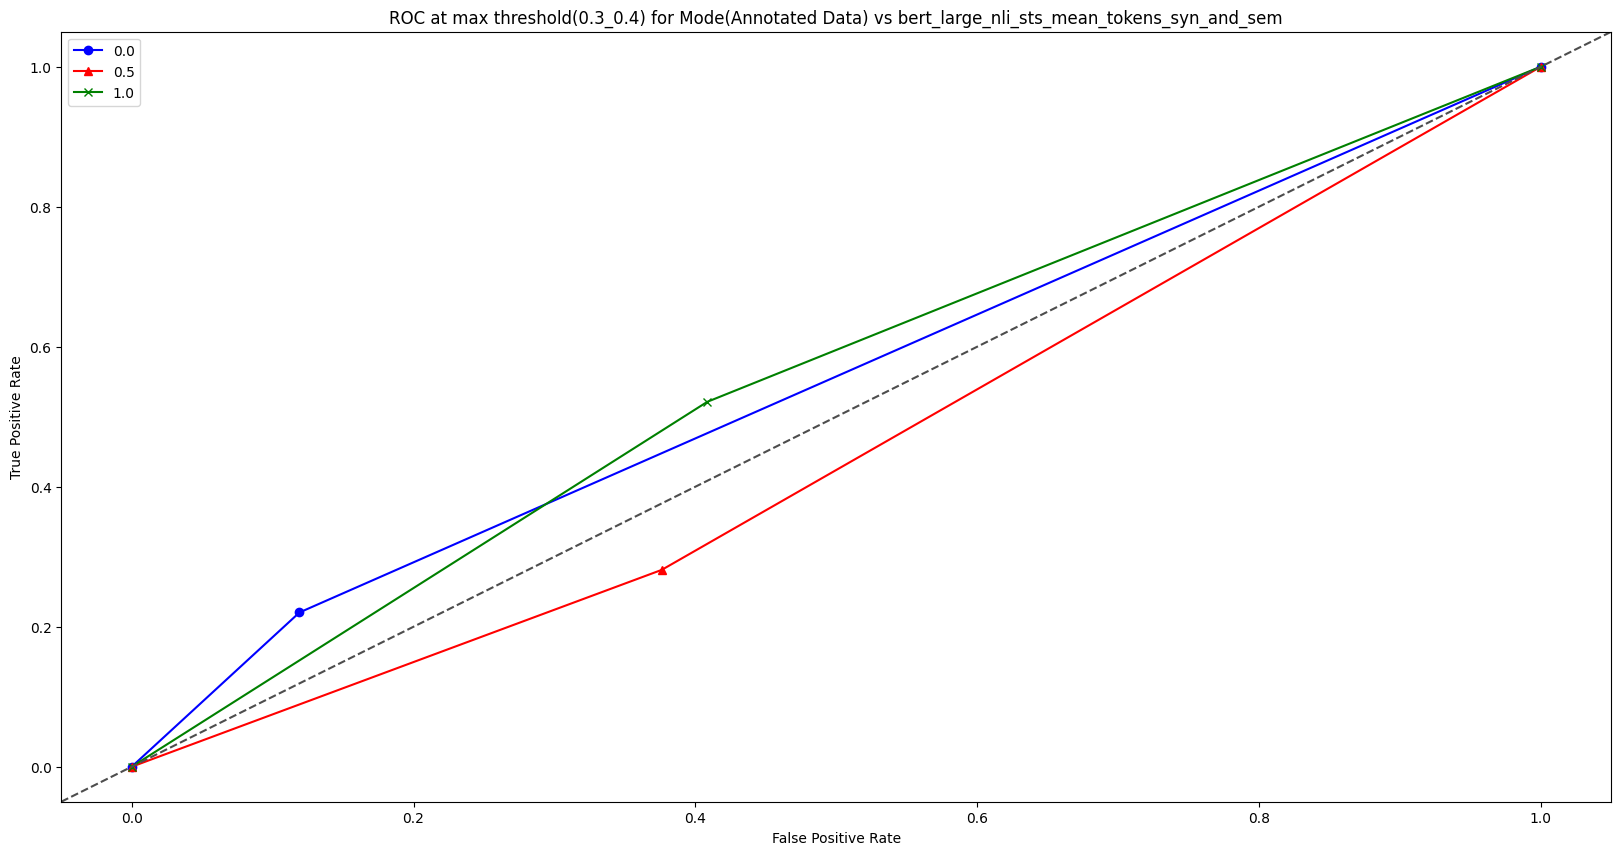 ROC at max threshold(0.3_0.4) for Mode(Annotated Data) vs bert_large_nli_sts_mean_tokens_syn_and_sem
0.0
0.5
1.0
1.0
0.8
0.6
0.4
0.2
0.0
True Positive Rate
0.0 0.2 0.4 0.6 0.8 1.0
False Positive Rate